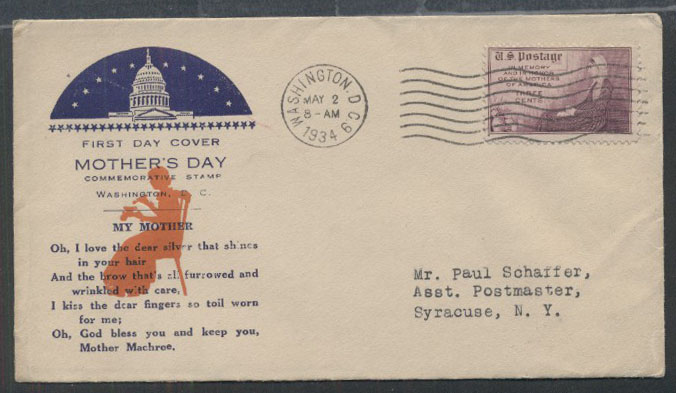 FIRST DAY COVER
MOTHER'S DAY
COMMEMORATIVE STAMP
WASHINGTON, D. C.
MY MOTHER
Oh, I love the dear silver that shines
in your hair
And the brow that's all furrowed and
wrinkled with care,
I kiss the dear fingers so toil worn
for me;
Oh, God bless you and keep you,
Mother Machree.
WASHINGTON, D C 6
MAY 2
8-AM
1934
U.S. Postage
IN MEMORY
AND IN HONOR
OF THE MOTHERS
OF AMERICA
THREE
CENTS
Mr. Paul Schaffer,
Asst. Postmaster,
Syracuse, N. Y.